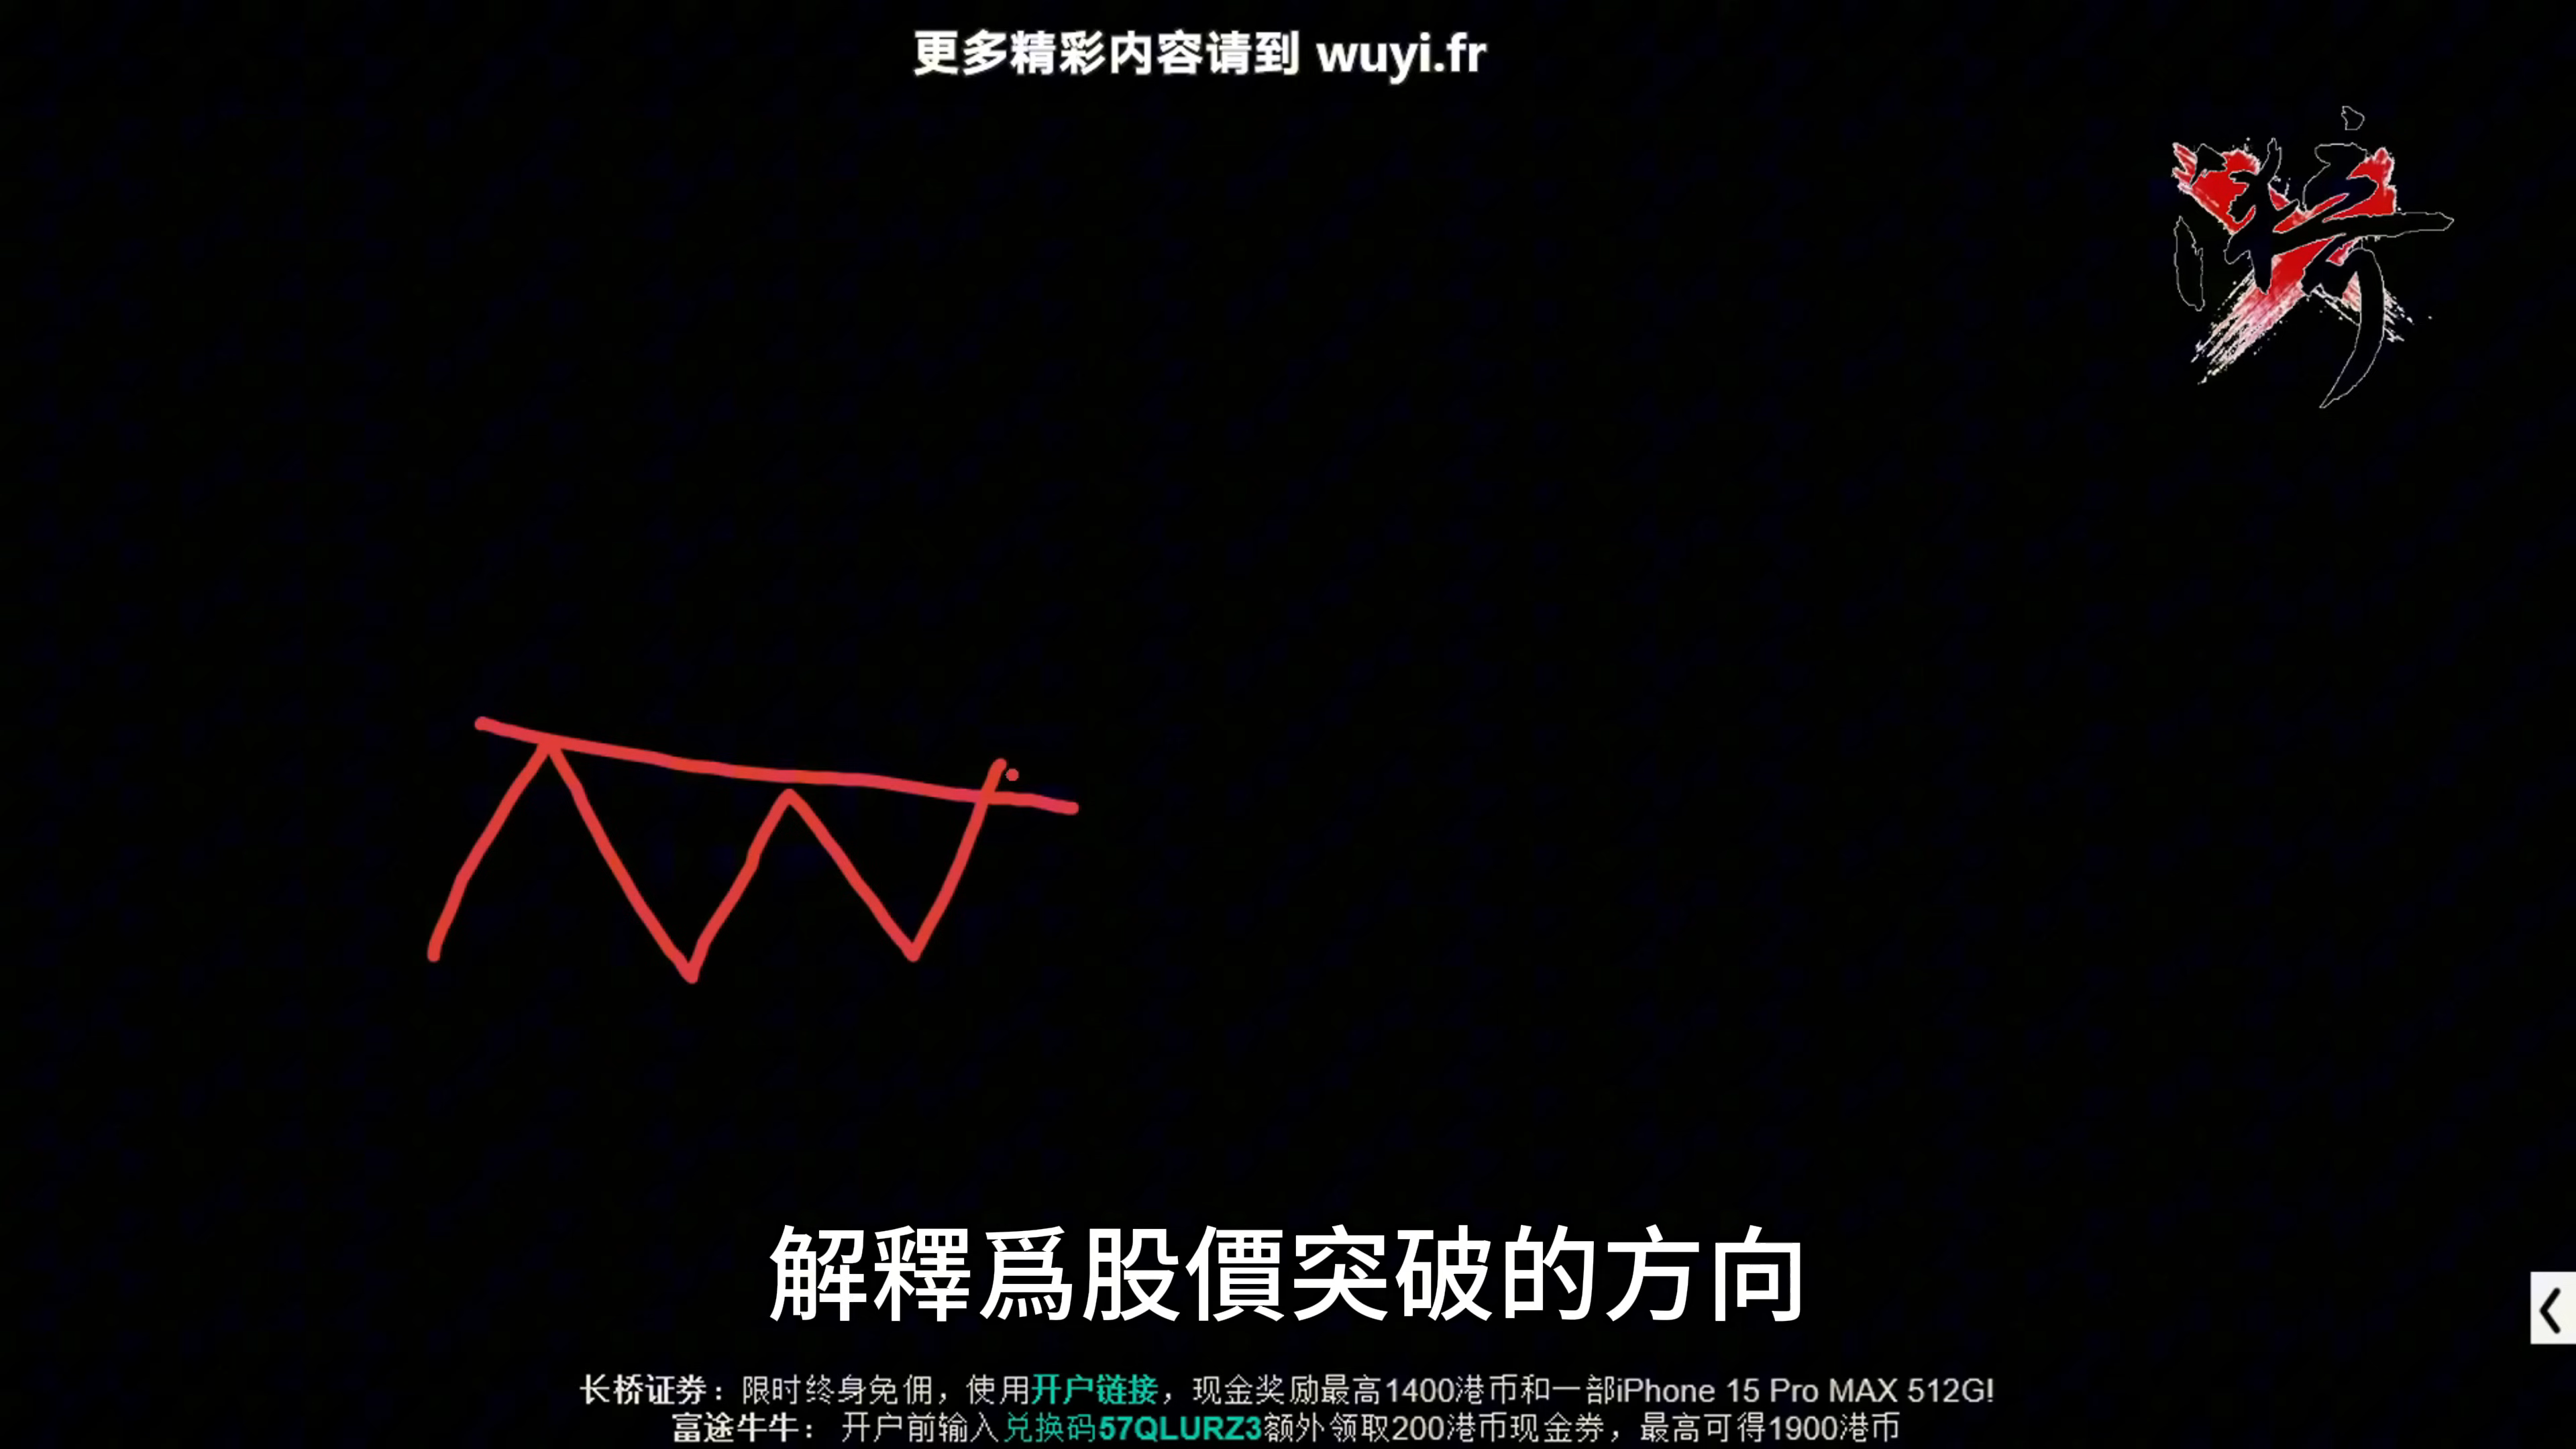 更多精彩内容请到 wuyi.fr
解釋爲股價突破的方向
长桥证券：限时终身免佣，使用开户链接，现金奖励最高1400港币和一部iPhone 15 Pro MAX 512G!
富途牛牛： 开户前输入兑换码57QLURZ3额外领取200港币现金券，最高可得1900港币